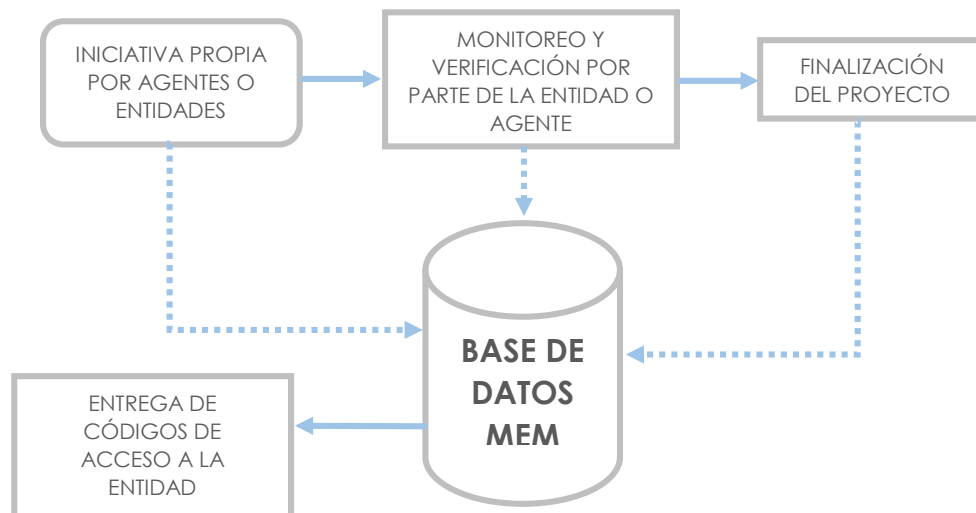 INICIATIVA PROPIA
POR AGENTES O
ENTIDADES
MONITOREO Y
VERIFICACIÓN POR
PARTE DE LA ENTIDAD O
AGENTE
FINALIZACIÓN
DEL PROYECTO
BASE DE
DATOS
MEM
ENTREGA DE
CÓDIGOS DE
ACCESO A LA
ENTIDAD